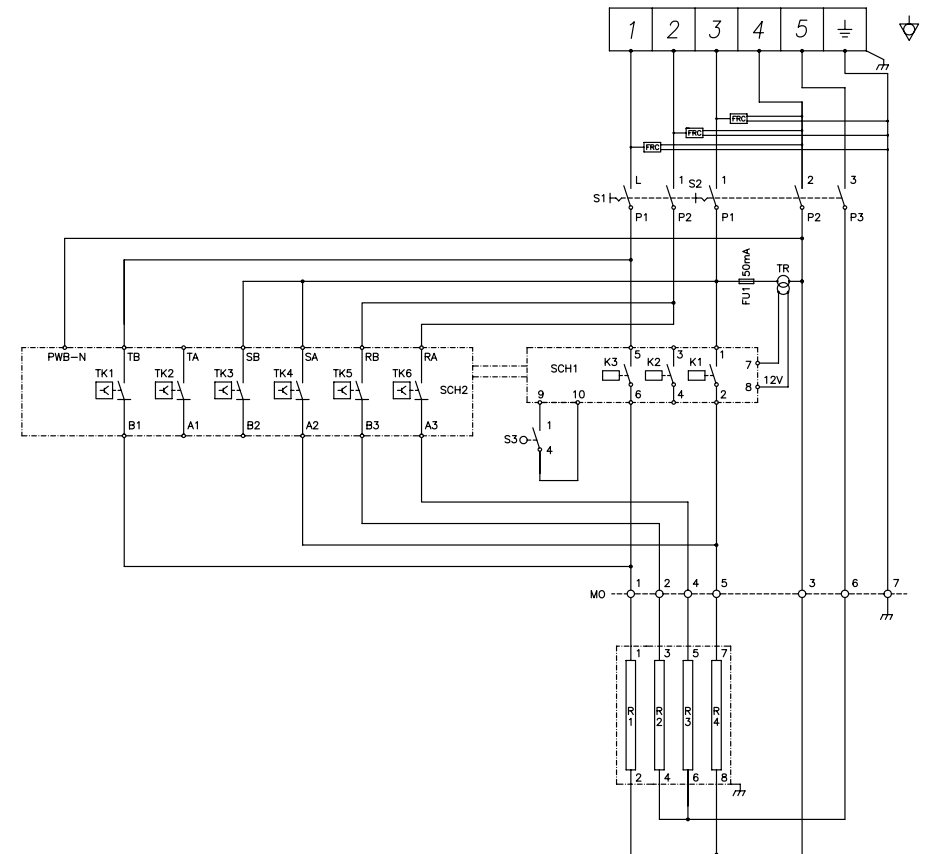 1 2 3 4 5
FRC
FRC
FRC
L 1 S2 1 2 3
S1
P1 P2 P1 P2 P3
FU1 50mA
TR
PWB-N TB TA SB SA RB RA
TK1 TK2 TK3 TK4 TK5 TK6
SCH2
B1 A1 B2 A2 B3 A3
SCH1
5 3 1
K3 K2 K1
7
8 12V
6 4 2
9 10
1
S3
4
MO 1 2 4 5 3 6 7
1 3 5 7
R1 R2 R3 R4
2 4 6 8